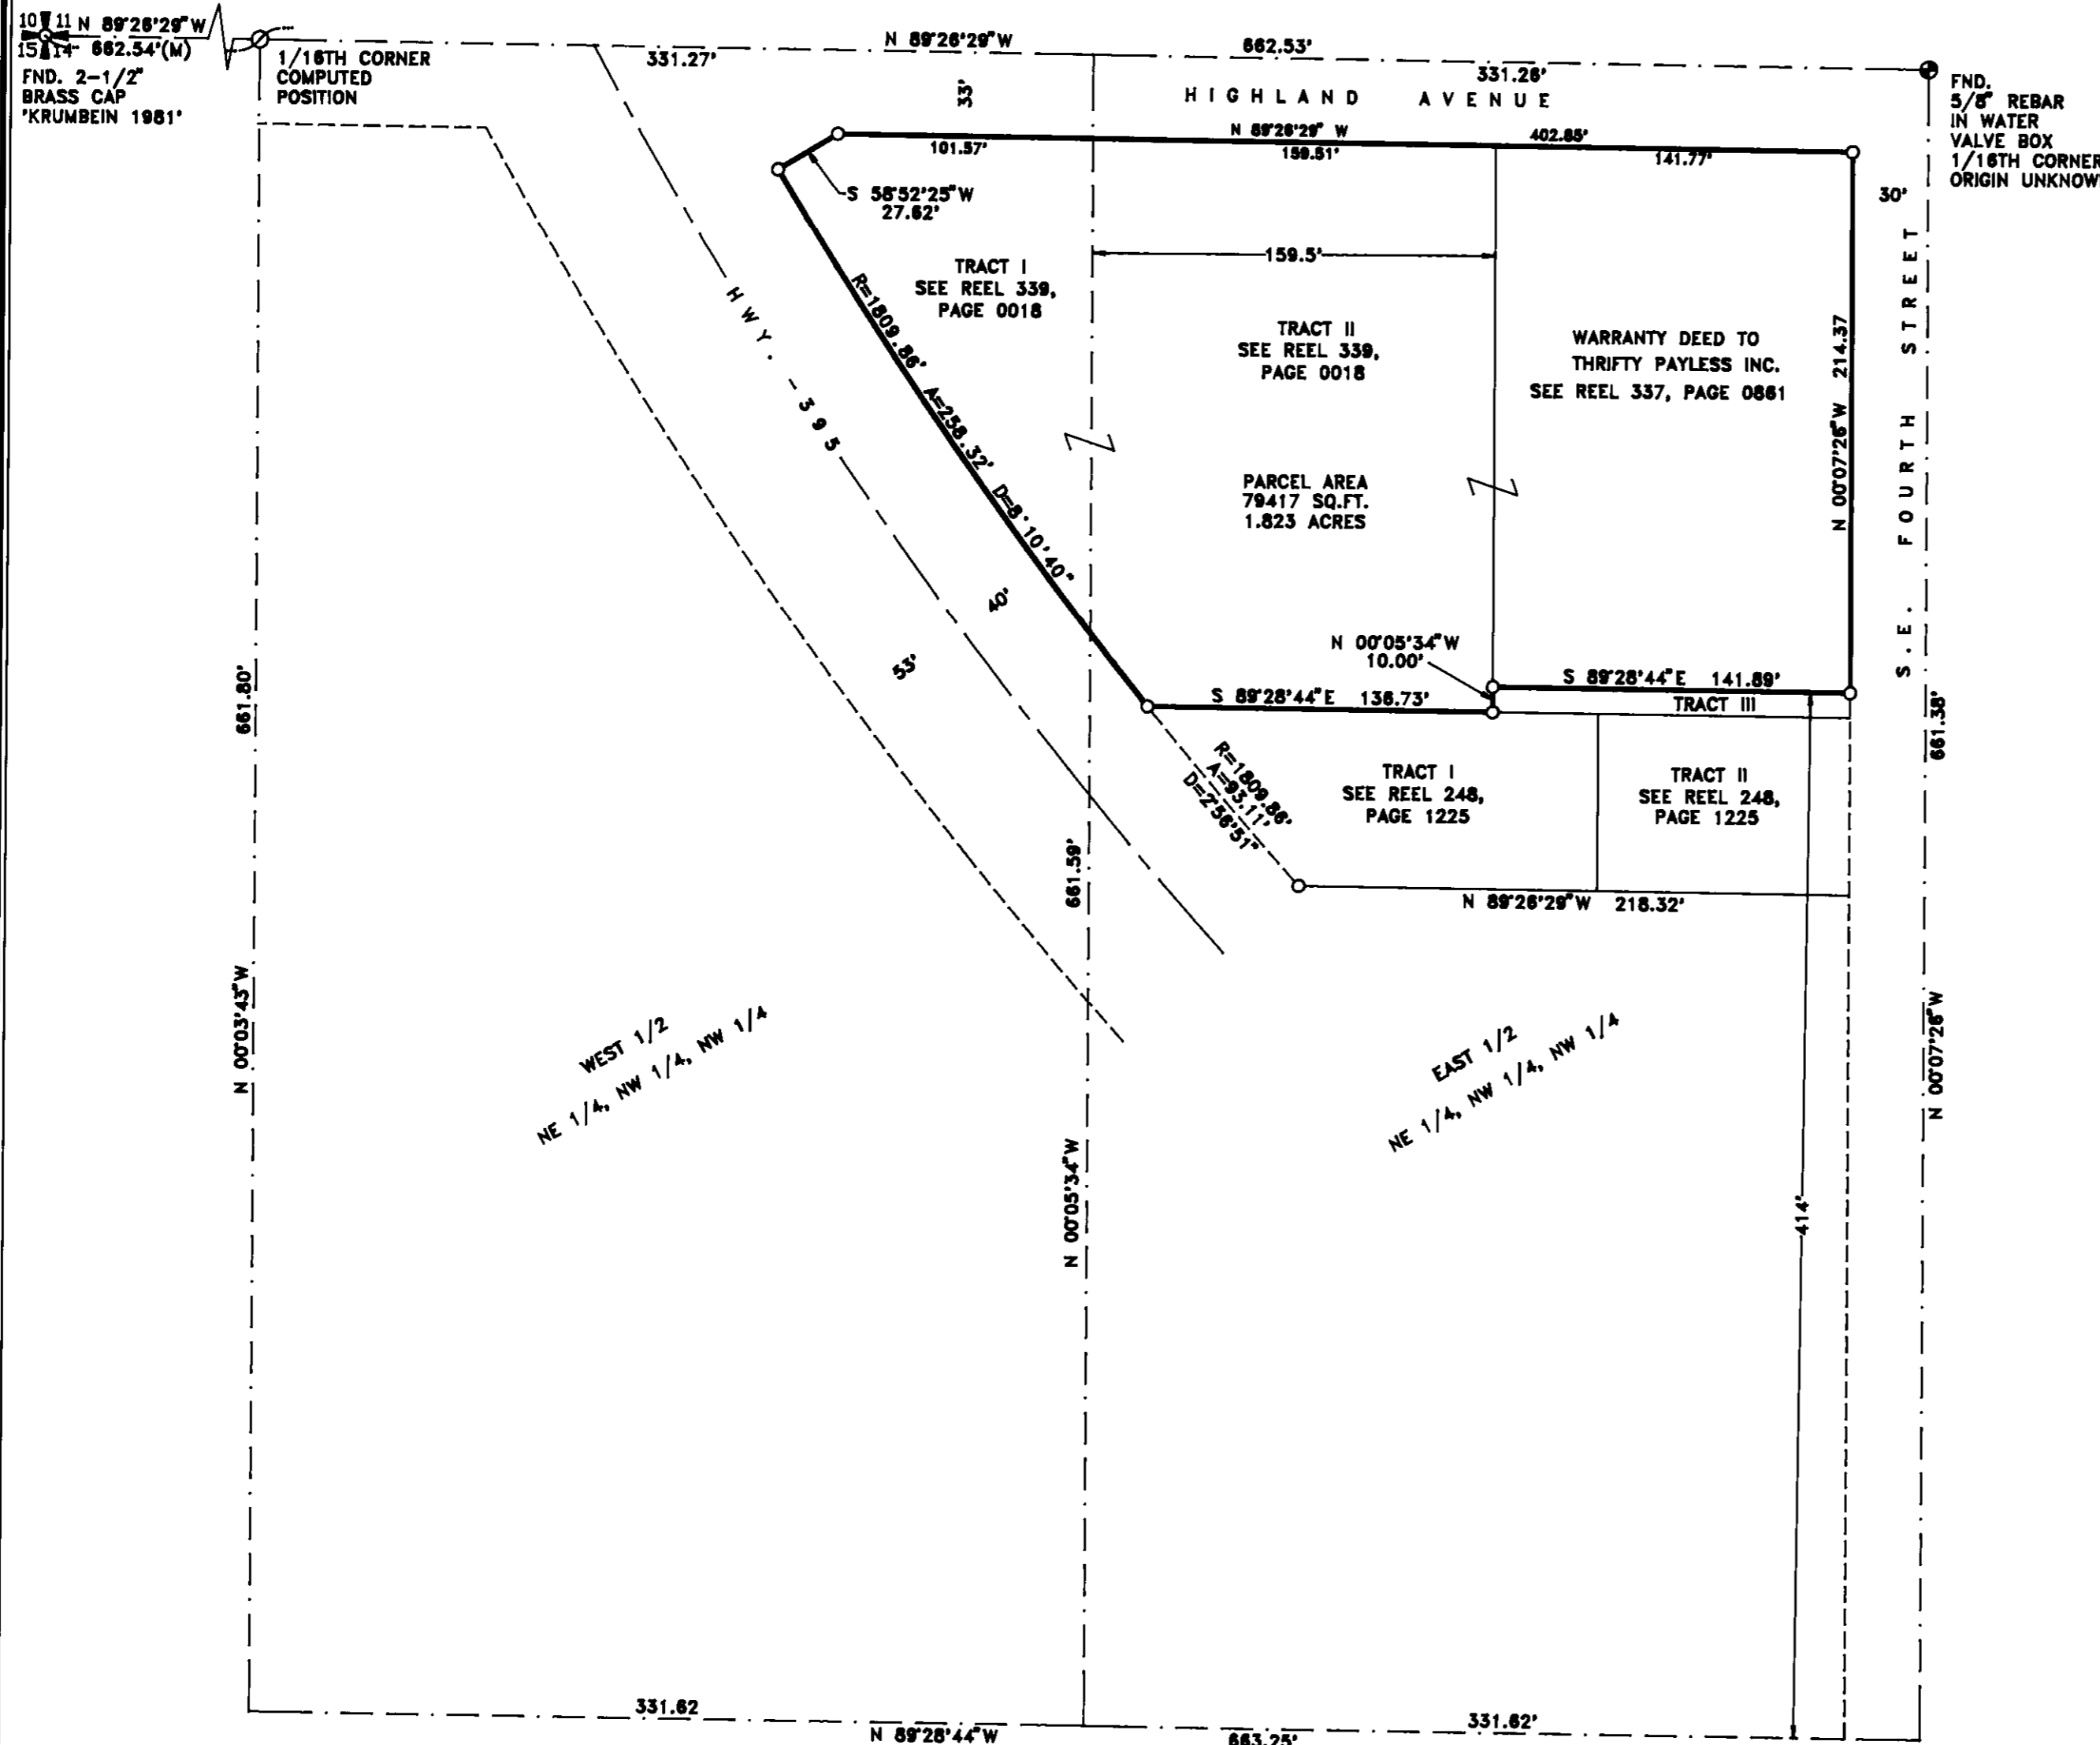 10 11 N 89°26'29" W
15 14 662.54'(M)
FND. 2-1/2"
BRASS CAP
'KRUMBEIN 1981'
1/16TH CORNER
COMPUTED
POSITION
N 89°26'29"W
662.53'
331.27'
331.26'
33'
HIGHLAND AVENUE
FND.
5/8" REBAR
IN WATER
VALVE BOX
1/16TH CORNER
ORIGIN UNKNOW
N 89°26'29" W
402.85'
101.57'
159.51'
141.77'
S 58°52'25"W
27.62'
30'
159.5'
TRACT I
SEE REEL 339,
PAGE 0018
TRACT II
SEE REEL 339,
PAGE 0018
WARRANTY DEED TO
THRIFTY PAYLESS INC.
SEE REEL 337, PAGE 0861
HWY. - 395
R=1809.86' A=258.32' D=8°10'40"
PARCEL AREA
79417 SQ.FT.
1.823 ACRES
N 00°07'26"W 214.37
S.E. FOURTH STREET
40'
53'
N 00°05'34"W
10.00'
S 89°28'44"E 136.73'
S 89°28'44"E 141.89'
TRACT III
661.80'
661.38'
R=1809.86'
A=93.11'
D=2°56'51"
TRACT I
SEE REEL 248,
PAGE 1225
TRACT II
SEE REEL 248,
PAGE 1225
661.59'
N 89°26'29"W 218.32'
N 00°03'43"W
WEST 1/2
NE 1/4, NW 1/4, NW 1/4
EAST 1/2
NE 1/4, NW 1/4, NW 1/4
N 00°07'26"W
N 00°05'34"W
414'
331.62
331.62'
N 89°28'44"W
663.25'